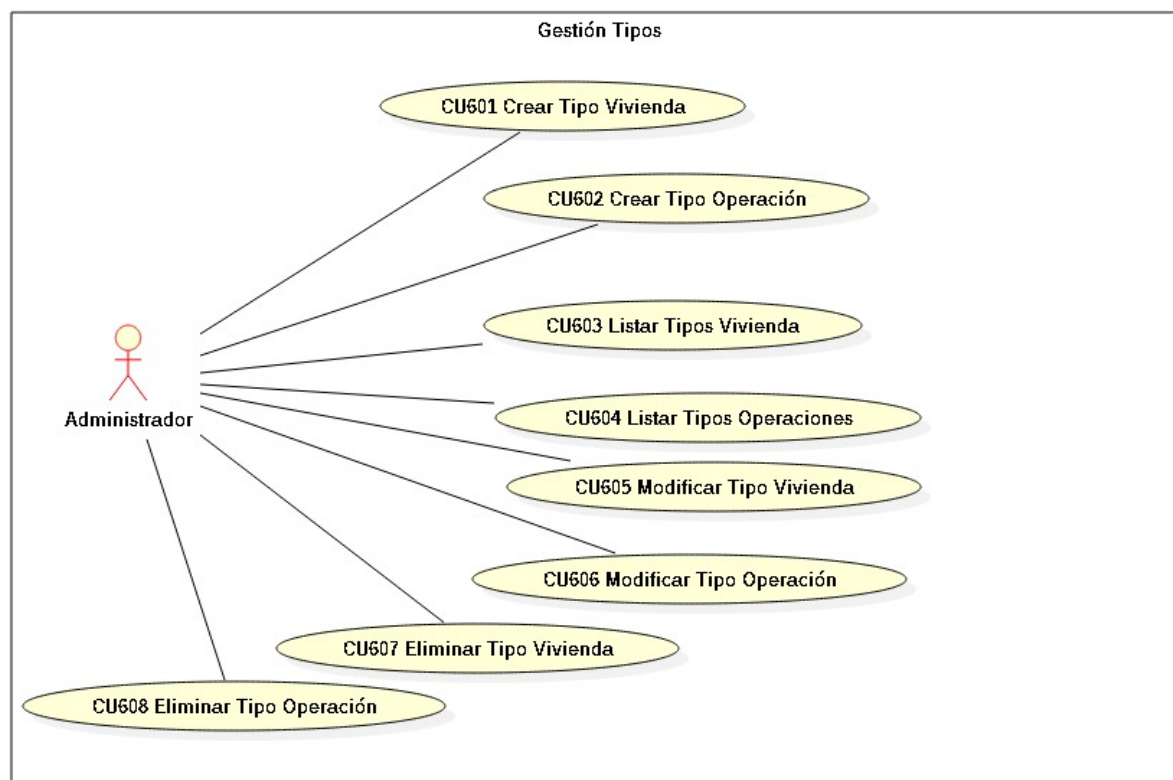 Gestión Tipos
CU601 Crear Tipo Vivienda
CU602 Crear Tipo Operación
CU603 Listar Tipos Vivienda
Administrador
CU604 Listar Tipos Operaciones
CU605 Modificar Tipo Vivienda
CU606 Modificar Tipo Operación
CU607 Eliminar Tipo Vivienda
CU608 Eliminar Tipo Operación